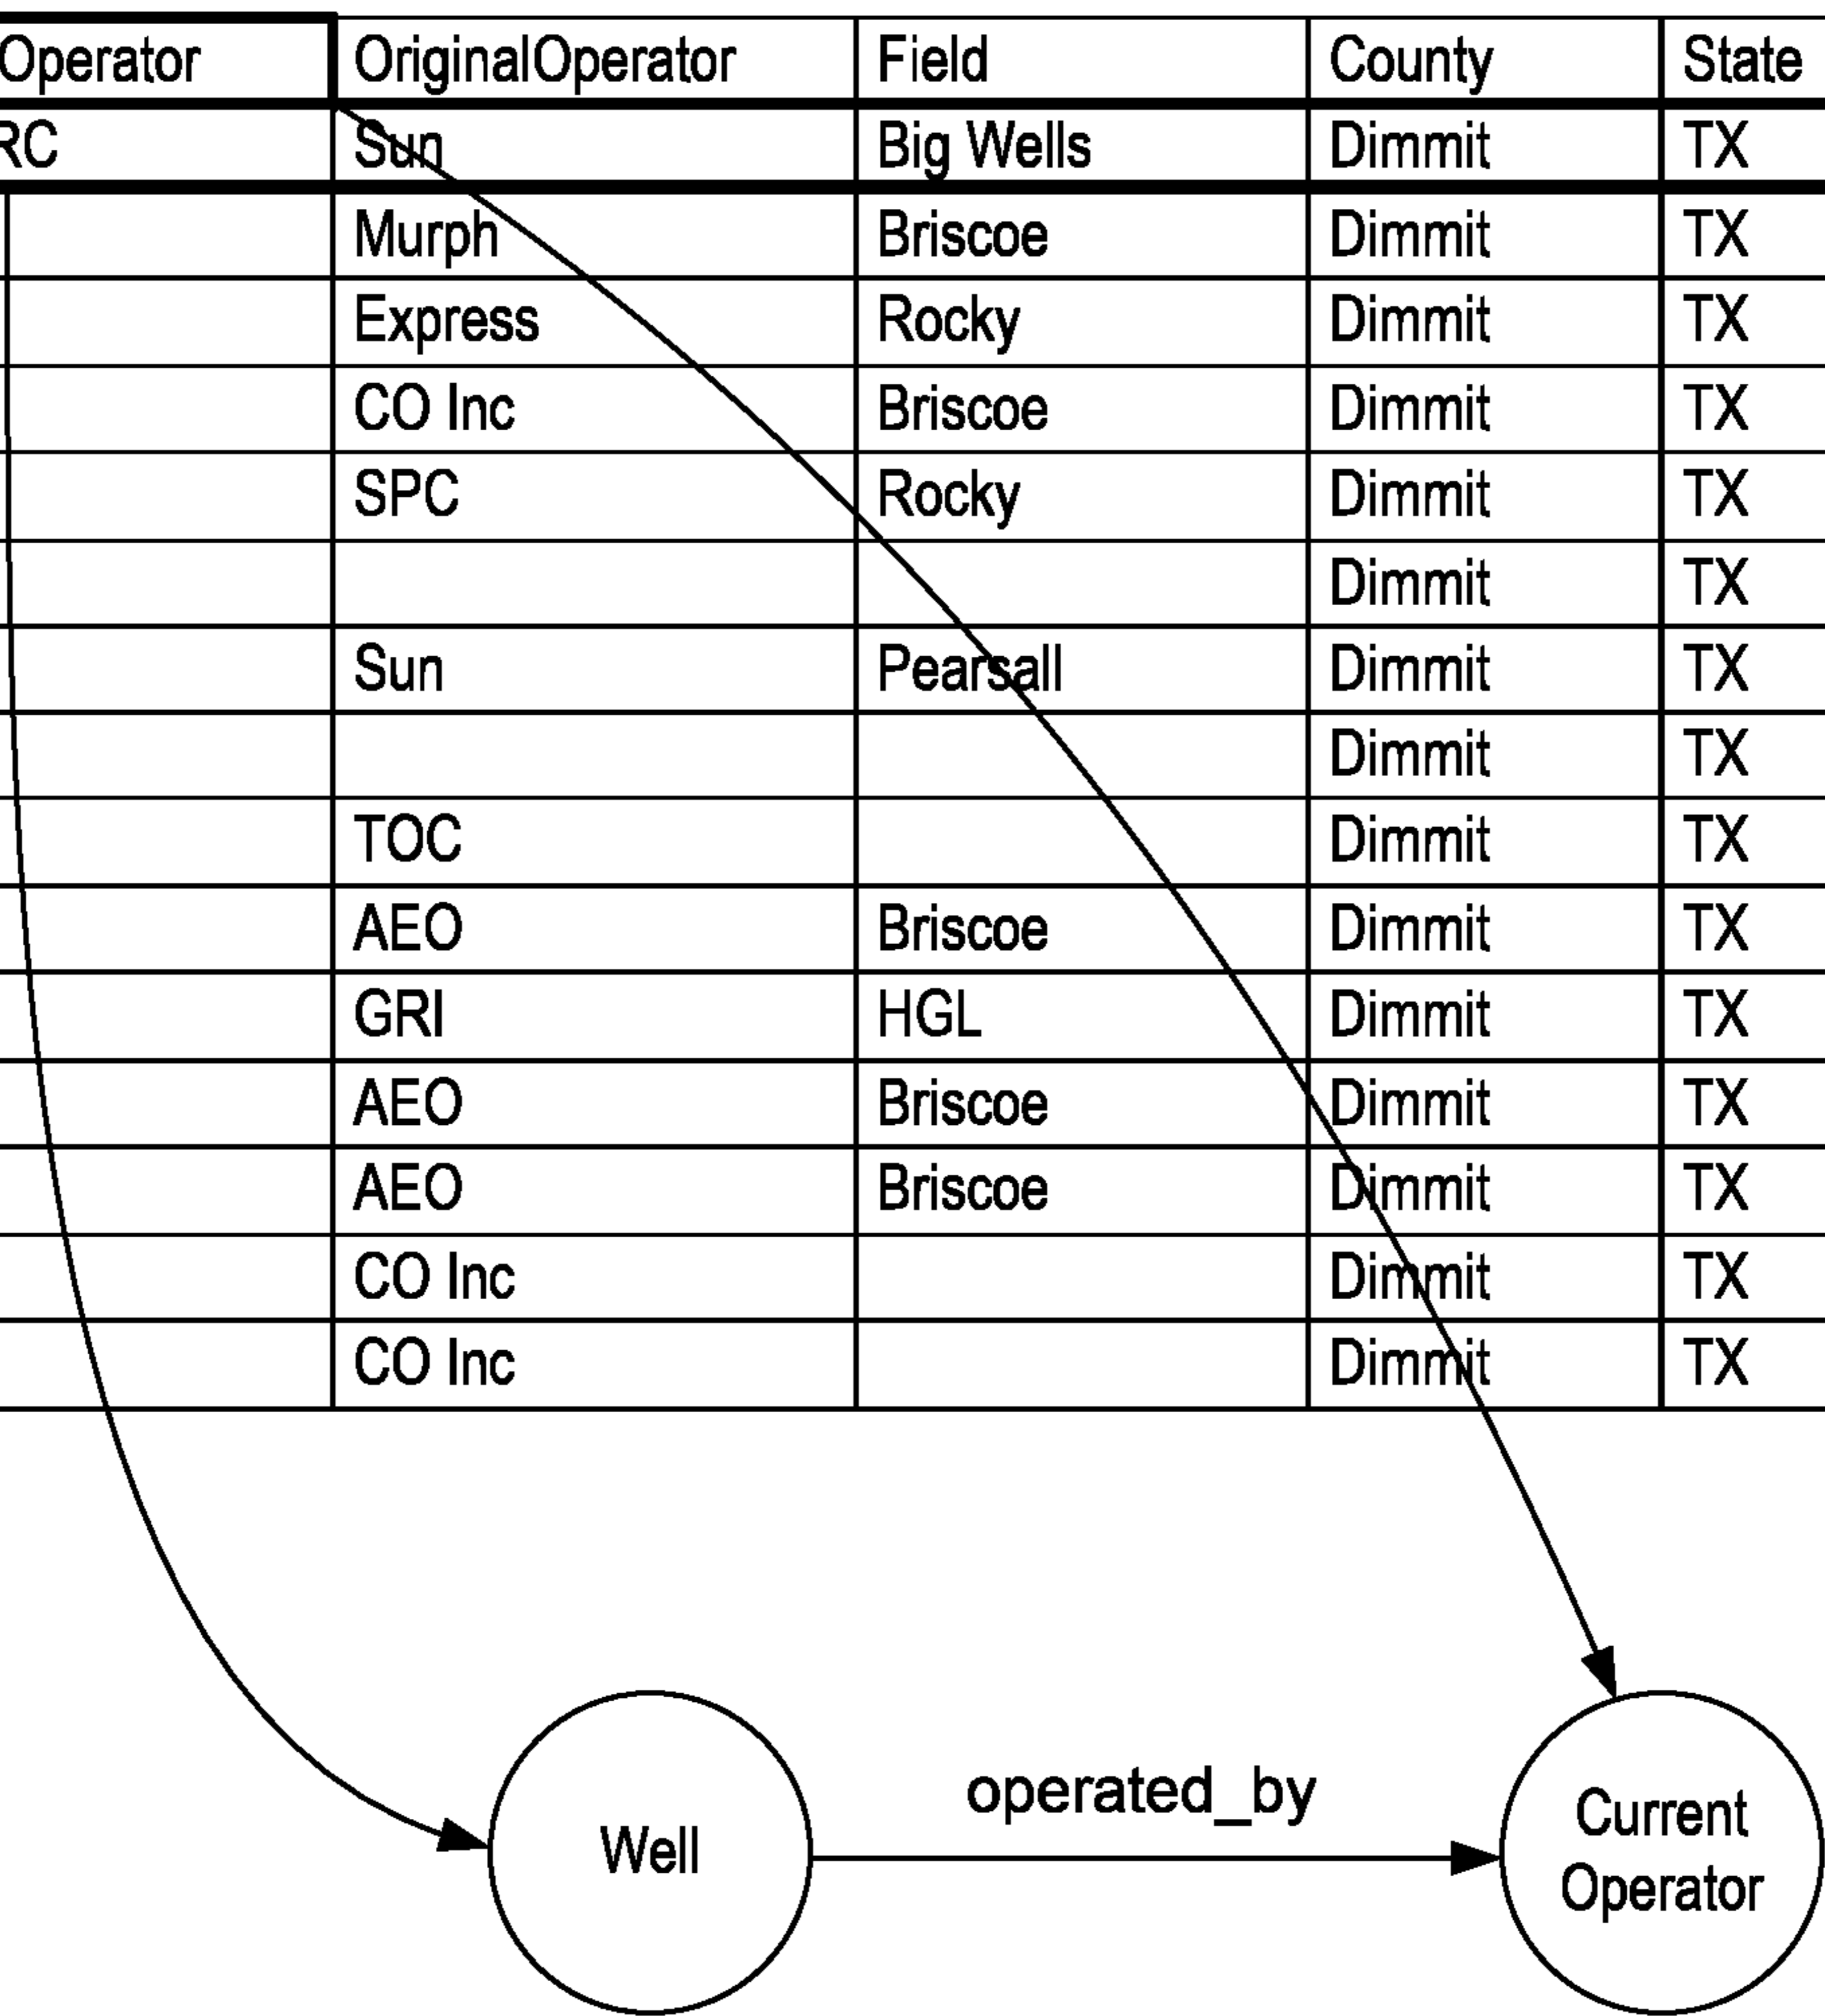 Operator OriginalOperator Field County State
RC Sun Big Wells Dimmit TX
Murph Briscoe Dimmit TX
Express Rocky Dimmit TX
CO Inc Briscoe Dimmit TX
SPC Rocky Dimmit TX
Dimmit TX
Sun Pearsall Dimmit TX
Dimmit TX
TOC Dimmit TX
AEO Briscoe Dimmit TX
GRI HGL Dimmit TX
AEO Briscoe Dimmit TX
AEO Briscoe Dimmit TX
CO Inc Dimmit TX
CO Inc Dimmit TX
operated_by
Well
Current
Operator